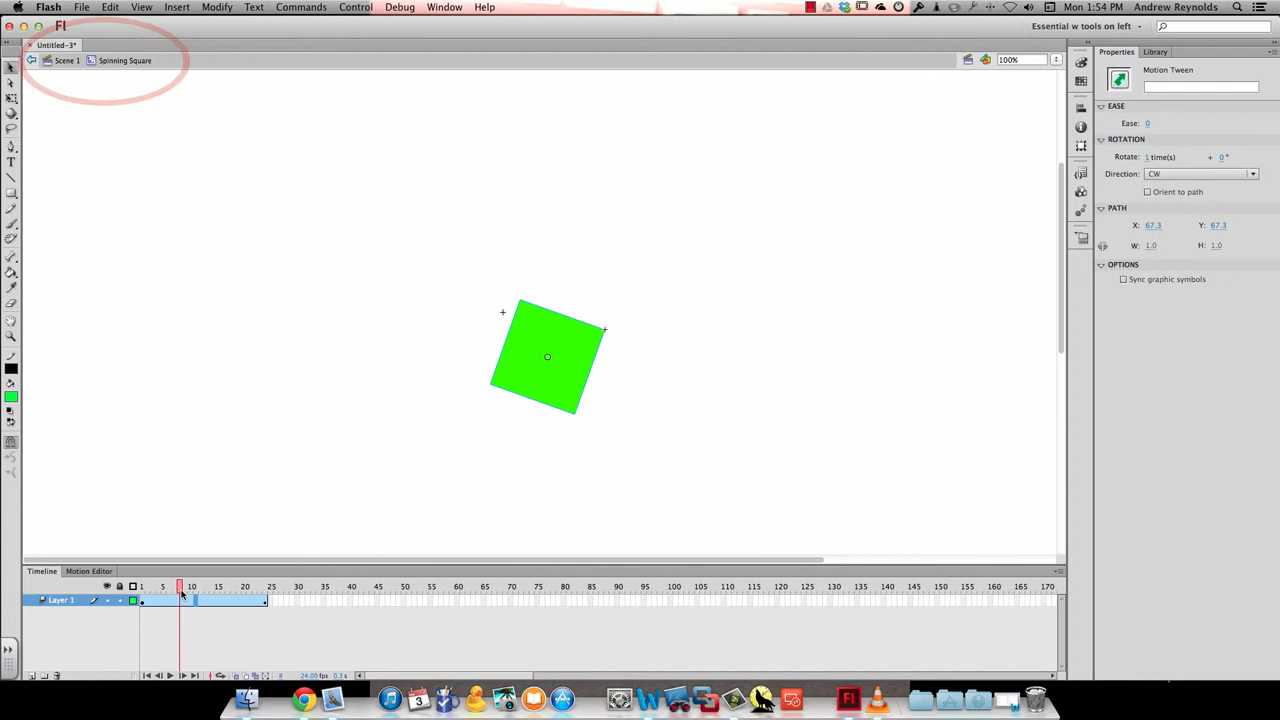 Flash File Edit View Insert Modify Text Commands Control Debug Window Help Mon 1:54 PM Andrew Reynolds
Fl Essential w tools on left
× Untitled-3*
Scene 1 Spinning Square 100%
Properties Library
Motion Tween
EASE
Ease: 0
ROTATION
Rotate: 1 time(s) + 0°
Direction: CW
Orient to path
PATH
X: 67.3 Y: 67.3
W: 1.0 H: 1.0
OPTIONS
Sync graphic symbols
Timeline Motion Editor
1 5 10 15 20 25 30 35 40 45 50 55 60 65 70 75 80 85 90 95 100 105 110 115 120 125 130 135 140 145 150 155 160 165 170
Layer 1
8 24.00 fps 0.3 s